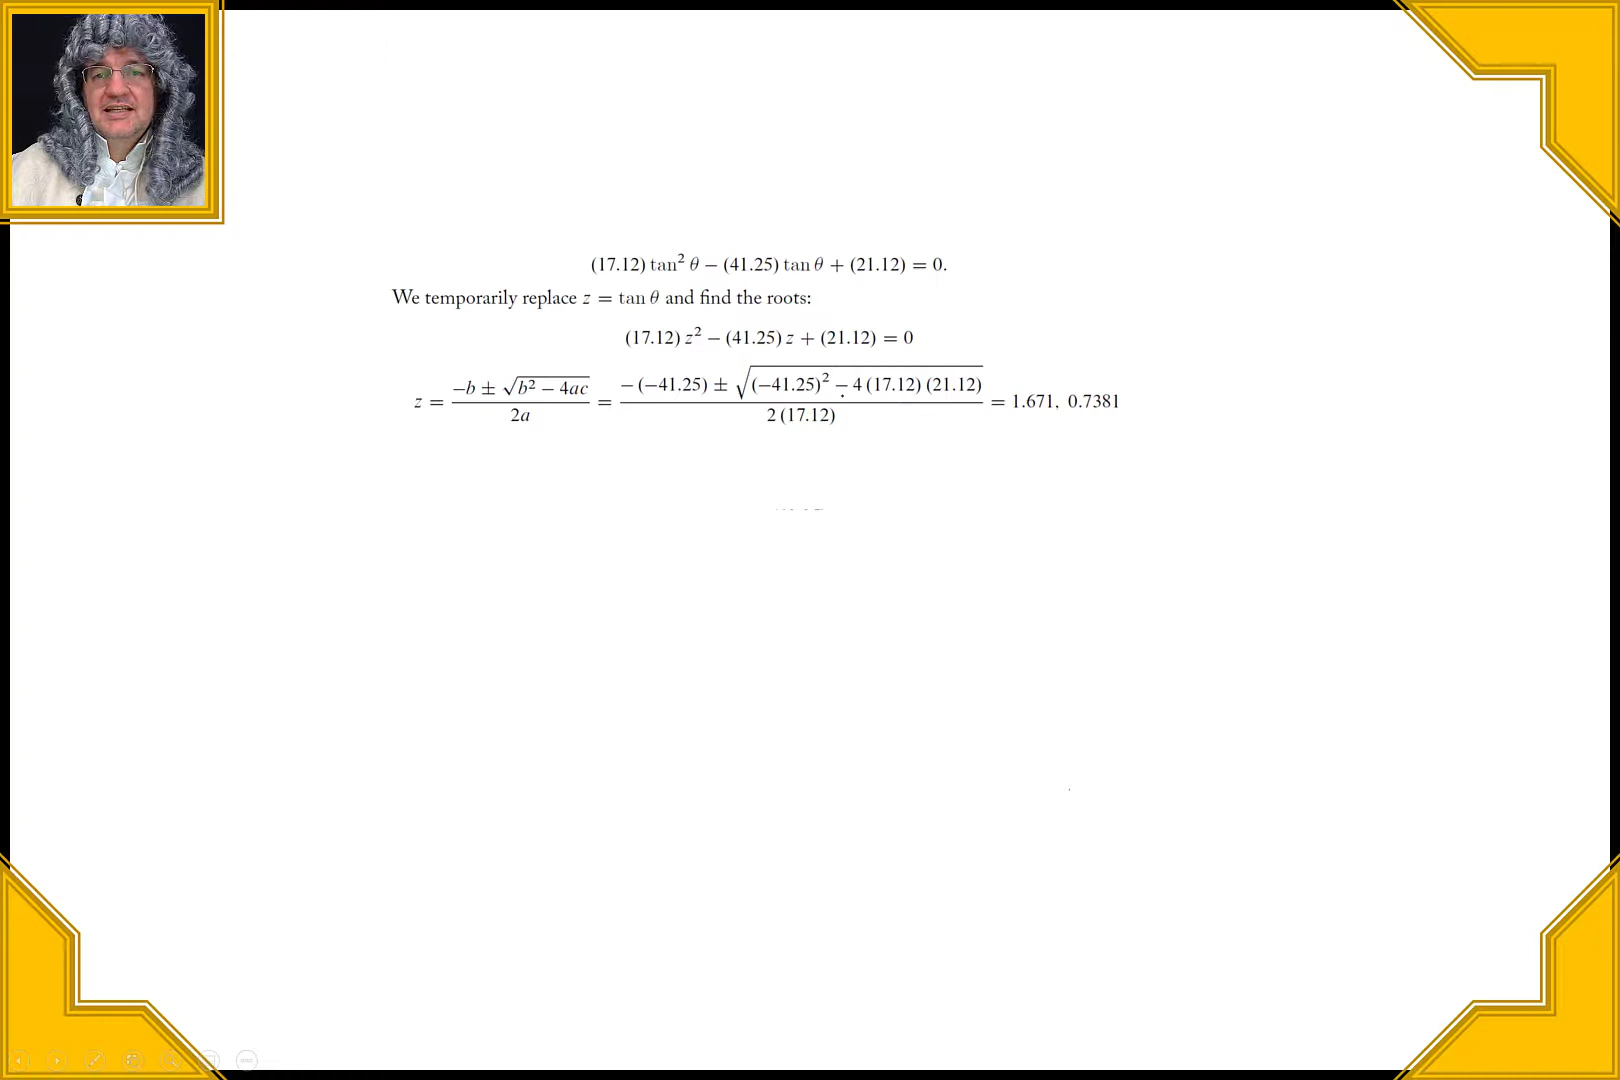 (17.12) tan² θ − (41.25) tan θ + (21.12) = 0.
We temporarily replace z = tan θ and find the roots:
(17.12) z² − (41.25) z + (21.12) = 0
z = (−b ± √(b² − 4ac)) / 2a = (− (−41.25) ± √((−41.25)² − 4 (17.12) (21.12))) / 2 (17.12) = 1.671, 0.7381